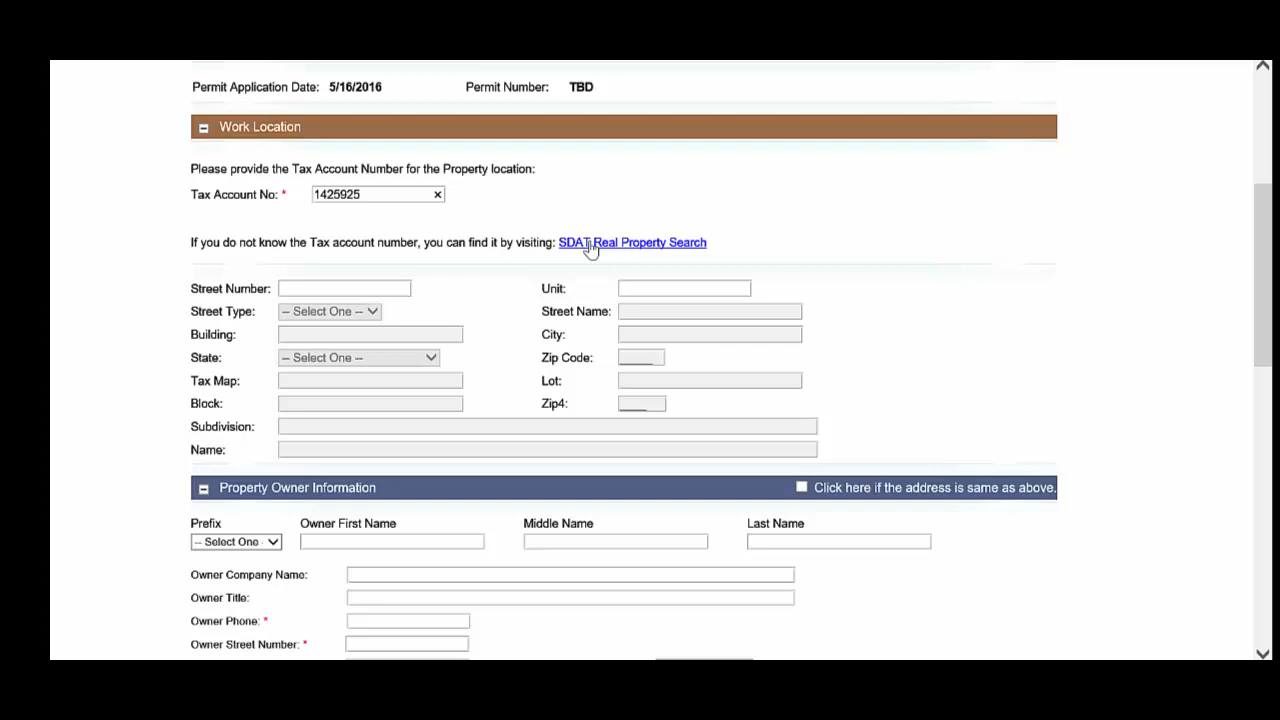 Permit Application Date: 5/16/2016 Permit Number: TBD
Work Location
Please provide the Tax Account Number for the Property location:
Tax Account No: * 1425925 ×
If you do not know the Tax account number, you can find it by visiting: SDAT Real Property Search
Street Number: Unit:
Street Type: -- Select One -- Street Name:
Building: City:
State: -- Select One -- Zip Code: _____
Tax Map: Lot:
Block: Zip4: ____
Subdivision:
Name:
Property Owner Information Click here if the address is same as above.
Prefix Owner First Name Middle Name Last Name
-- Select One -
Owner Company Name:
Owner Title:
Owner Phone: *
Owner Street Number: *